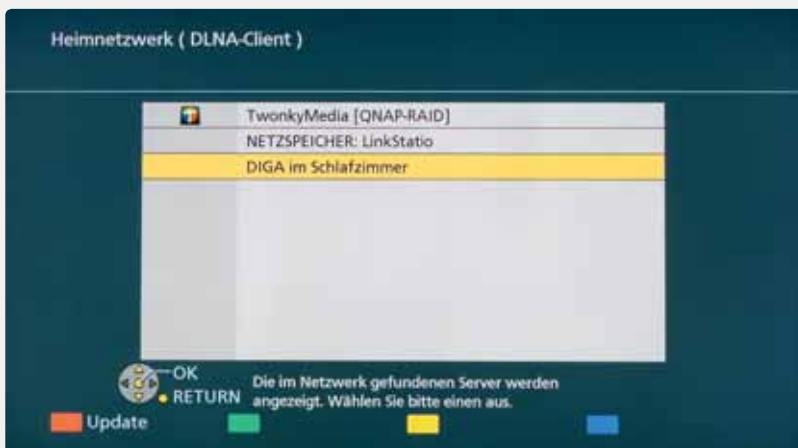 Heimnetzwerk ( DLNA-Client )
TwonkyMedia [QNAP-RAID]
NETZSPEICHER: LinkStatio
DIGA im Schlafzimmer
OK
RETURN
Die im Netzwerk gefundenen Server werden
angezeigt. Wählen Sie bitte einen aus.
Update